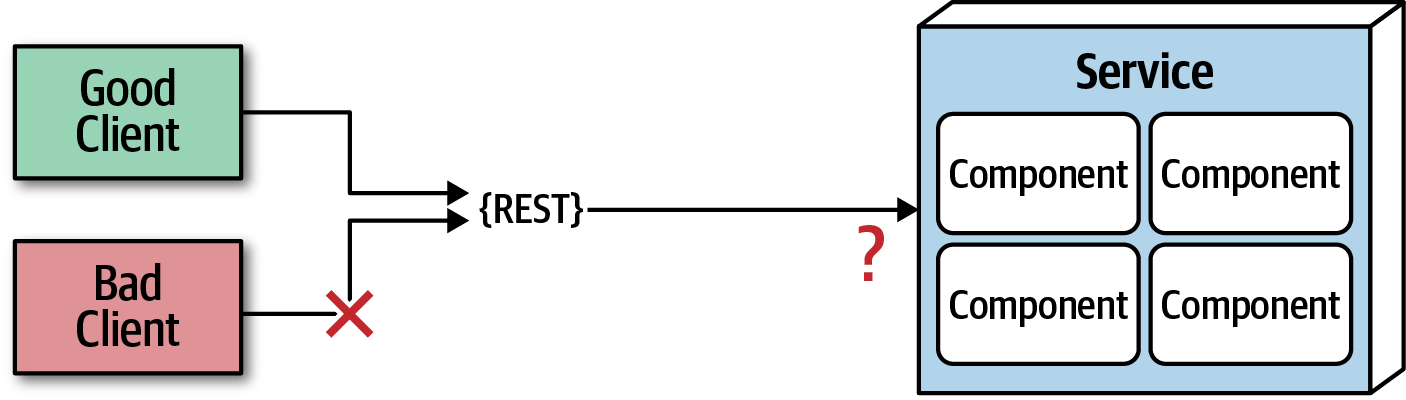 Good
Client
Bad
Client
{REST}
?
Service
Component
Component
Component
Component